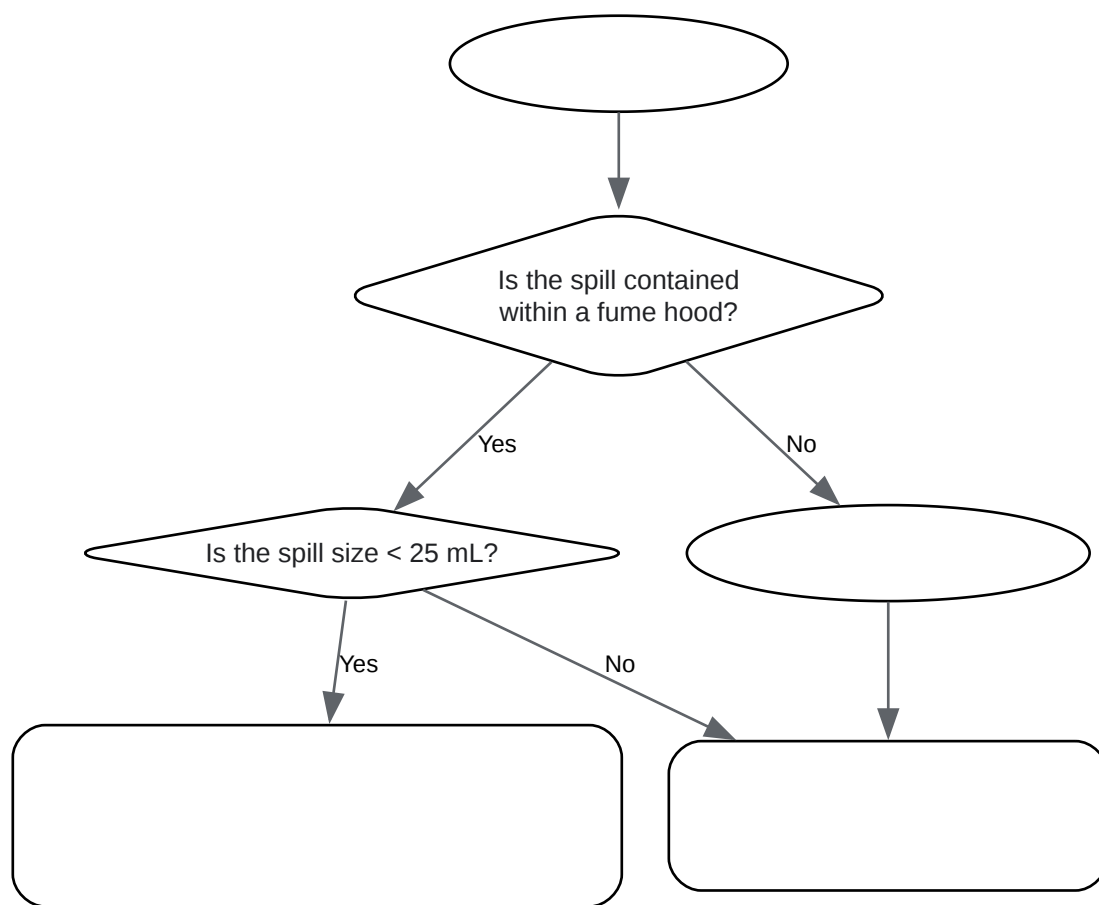 Is the spill contained
within a fume hood?
Yes
No
Is the spill size < 25 mL?
Yes
No